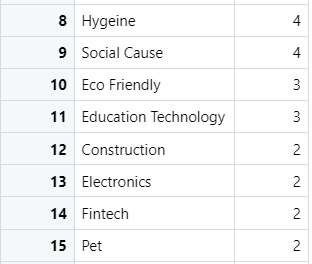 8 Hygeine 4
9 Social Cause 4
10 Eco Friendly 3
11 Education Technology 3
12 Construction 2
13 Electronics 2
14 Fintech 2
15 Pet 2